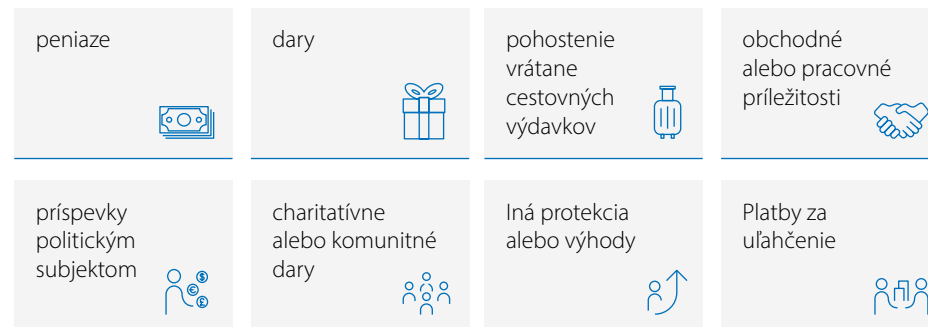 peniaze
dary
pohostenie
vrátane
cestovných
výdavkov
obchodné
alebo pracovné
príležitosti
príspevky
politickým
subjektom
$
€
£
charitatívne
alebo komunitné
dary
Iná protekcia
alebo výhody
Platby za
uľahčenie